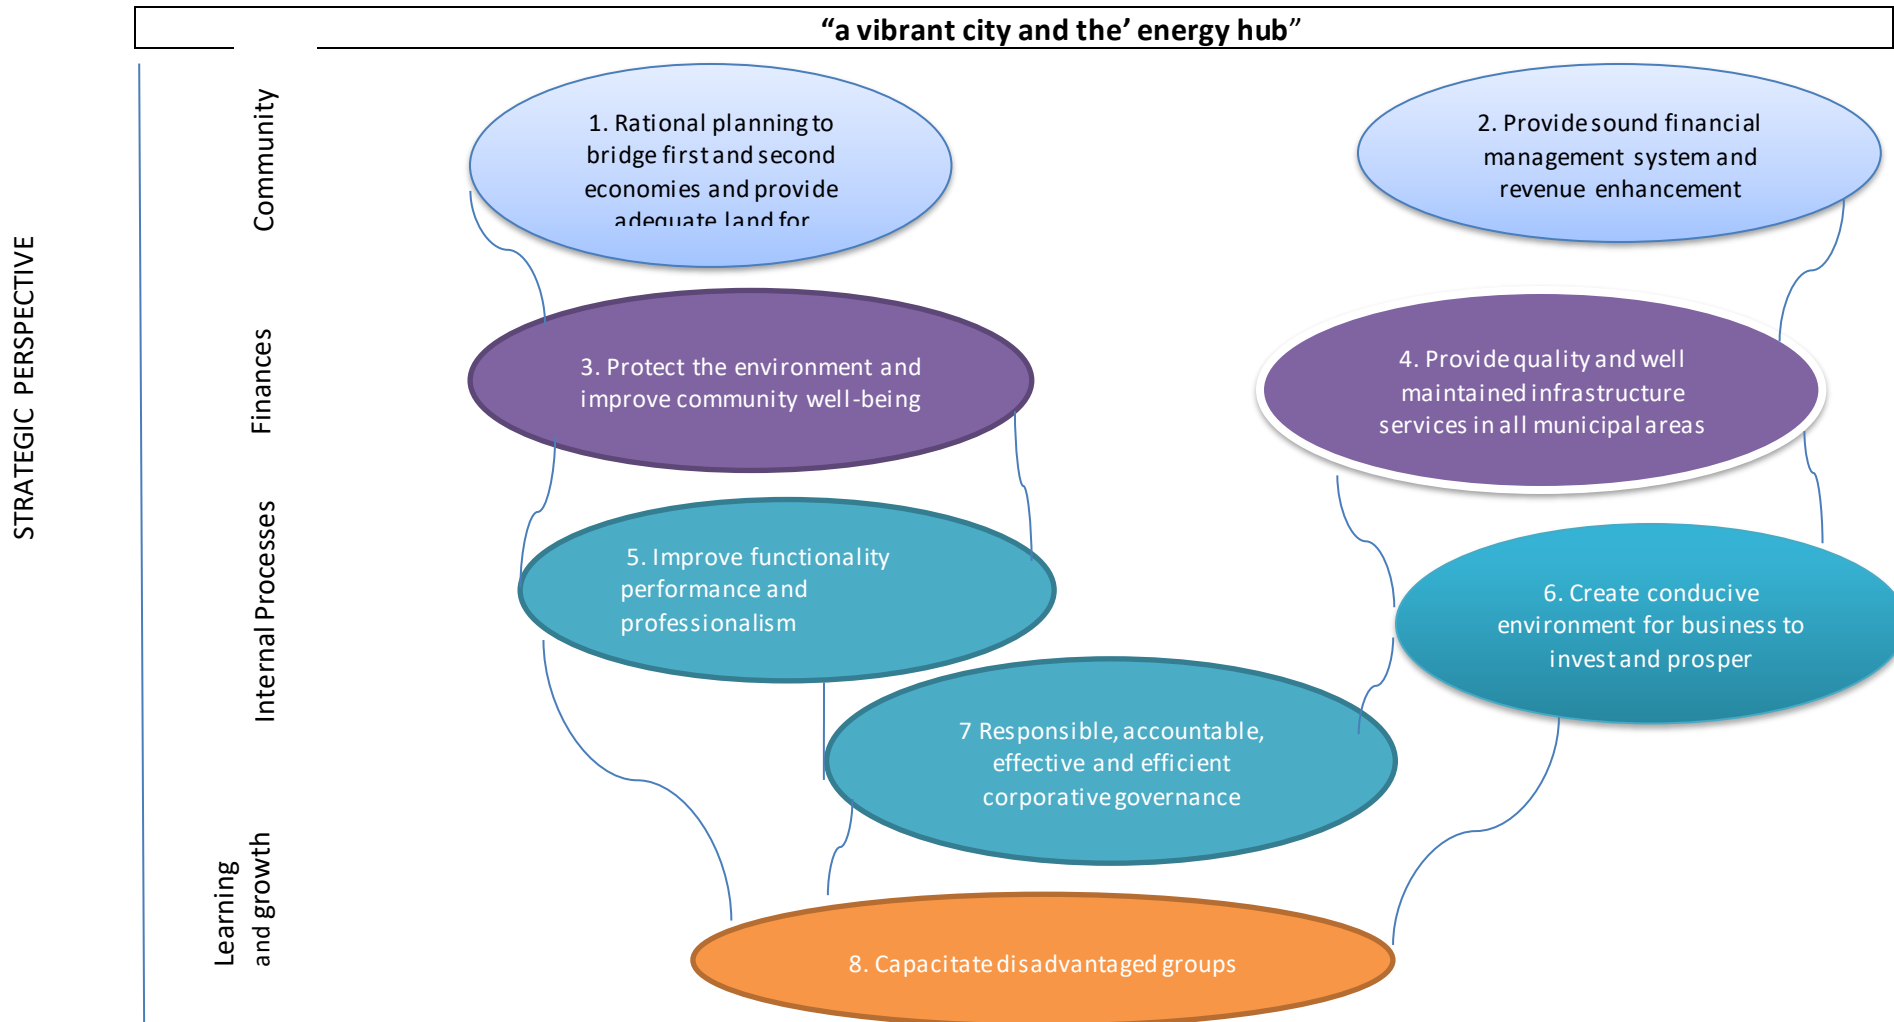 “a vibrant city and the’ energy hub”
STRATEGIC PERSPECTIVE
Community
1. Rational planning to
bridge first and second
economies and provide
adequate land for
2. Provide sound financial
management system and
revenue enhancement
Finances
3. Protect the environment and
improve community well-being
4. Provide quality and well
maintained infrastructure
services in all municipal areas
Internal Processes
5. Improve functionality
performance and
professionalism
6. Create conducive
environment for business to
invest and prosper
7 Responsible, accountable,
effective and efficient
corporative governance
Learning
and growth
8. Capacitate disadvantaged groups